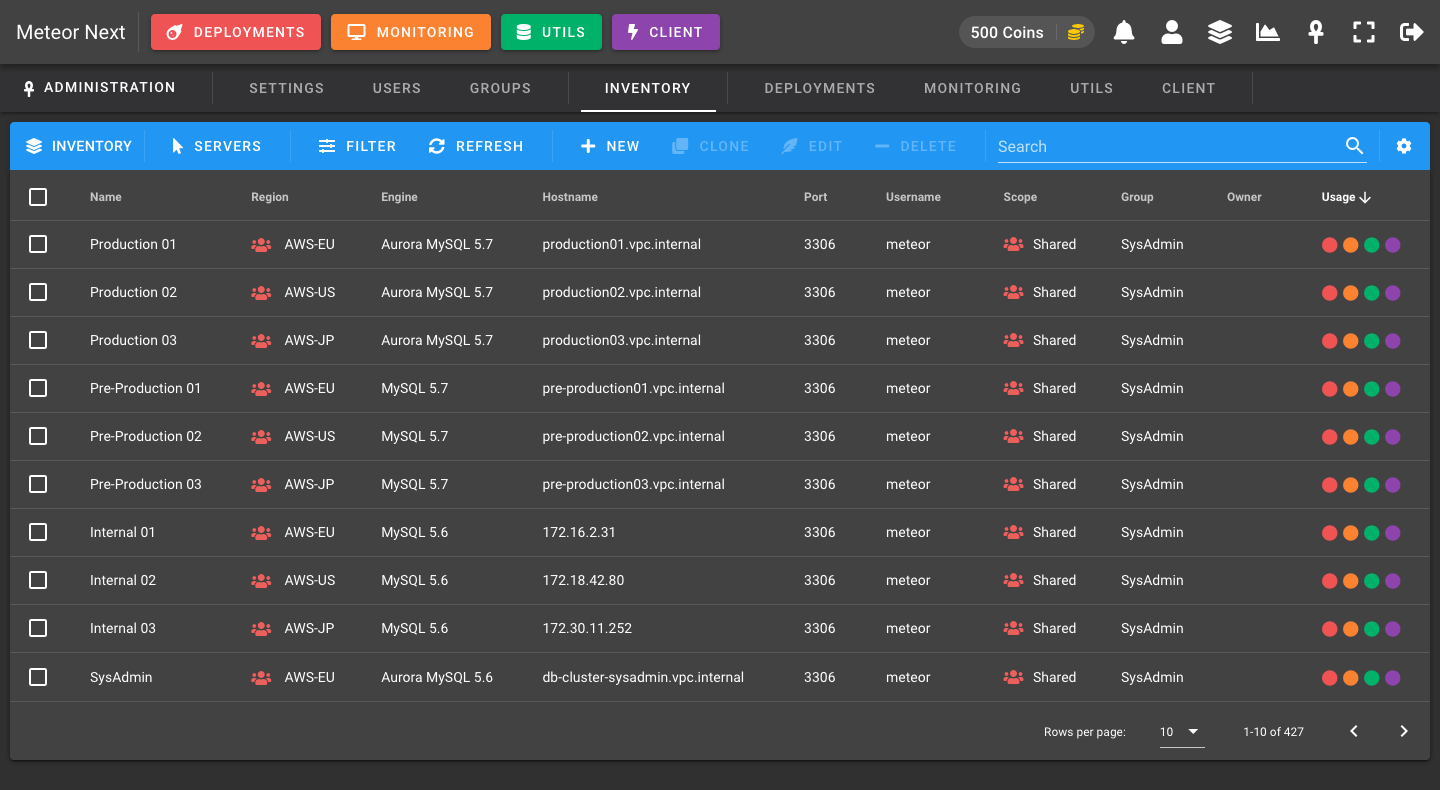 Meteor Next DEPLOYMENTS MONITORING UTILS CLIENT 500 Coins
ADMINISTRATION SETTINGS USERS GROUPS INVENTORY DEPLOYMENTS MONITORING UTILS CLIENT
INVENTORY SERVERS FILTER REFRESH NEW CLONE EDIT DELETE Search
Name Region Engine Hostname Port Username Scope Group Owner Usage
Production 01 AWS-EU Aurora MySQL 5.7 production01.vpc.internal 3306 meteor Shared SysAdmin
Production 02 AWS-US Aurora MySQL 5.7 production02.vpc.internal 3306 meteor Shared SysAdmin
Production 03 AWS-JP Aurora MySQL 5.7 production03.vpc.internal 3306 meteor Shared SysAdmin
Pre-Production 01 AWS-EU MySQL 5.7 pre-production01.vpc.internal 3306 meteor Shared SysAdmin
Pre-Production 02 AWS-US MySQL 5.7 pre-production02.vpc.internal 3306 meteor Shared SysAdmin
Pre-Production 03 AWS-JP MySQL 5.7 pre-production03.vpc.internal 3306 meteor Shared SysAdmin
Internal 01 AWS-EU MySQL 5.6 172.16.2.31 3306 meteor Shared SysAdmin
Internal 02 AWS-US MySQL 5.6 172.18.42.80 3306 meteor Shared SysAdmin
Internal 03 AWS-JP MySQL 5.6 172.30.11.252 3306 meteor Shared SysAdmin
SysAdmin AWS-EU Aurora MySQL 5.6 db-cluster-sysadmin.vpc.internal 3306 meteor Shared SysAdmin
Rows per page: 10 1-10 of 427